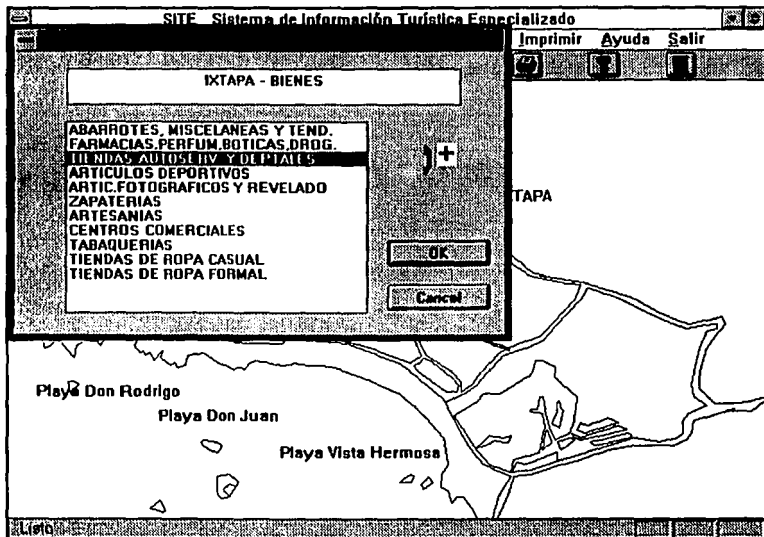 SITE Sistema de Información Turística Especializado
Imprimir Ayuda Salir
IXTAPA - BIENES
ABARROTES, MISCELANEAS Y TEND.
FARMACIAS,PERFUM,BOTICAS,DROG.
TIENDAS AUTOSERV. Y DEPTALES
ARTICULOS DEPORTIVOS
ARTIC.FOTOGRAFICOS Y REVELADO
ZAPATERIAS
ARTESANIAS
CENTROS COMERCIALES
TABAQUERIAS
TIENDAS DE ROPA CASUAL
TIENDAS DE ROPA FORMAL
OK
Cancel
TAPA
Playa Don Rodrigo
Playa Don Juan
Playa Vista Hermosa
Listo